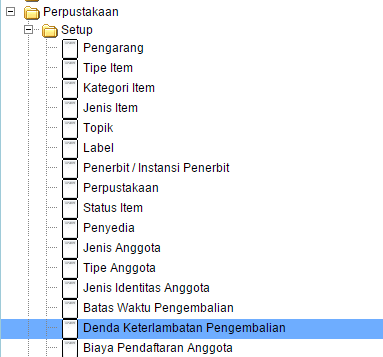 Perpustakaan
Setup
Pengarang
Tipe Item
Kategori Item
Jenis Item
Topik
Label
Penerbit / Instansi Penerbit
Perpustakaan
Status Item
Penyedia
Jenis Anggota
Tipe Anggota
Jenis Identitas Anggota
Batas Waktu Pengembalian
Denda Keterlambatan Pengembalian
Biaya Pendaftaran Anggota